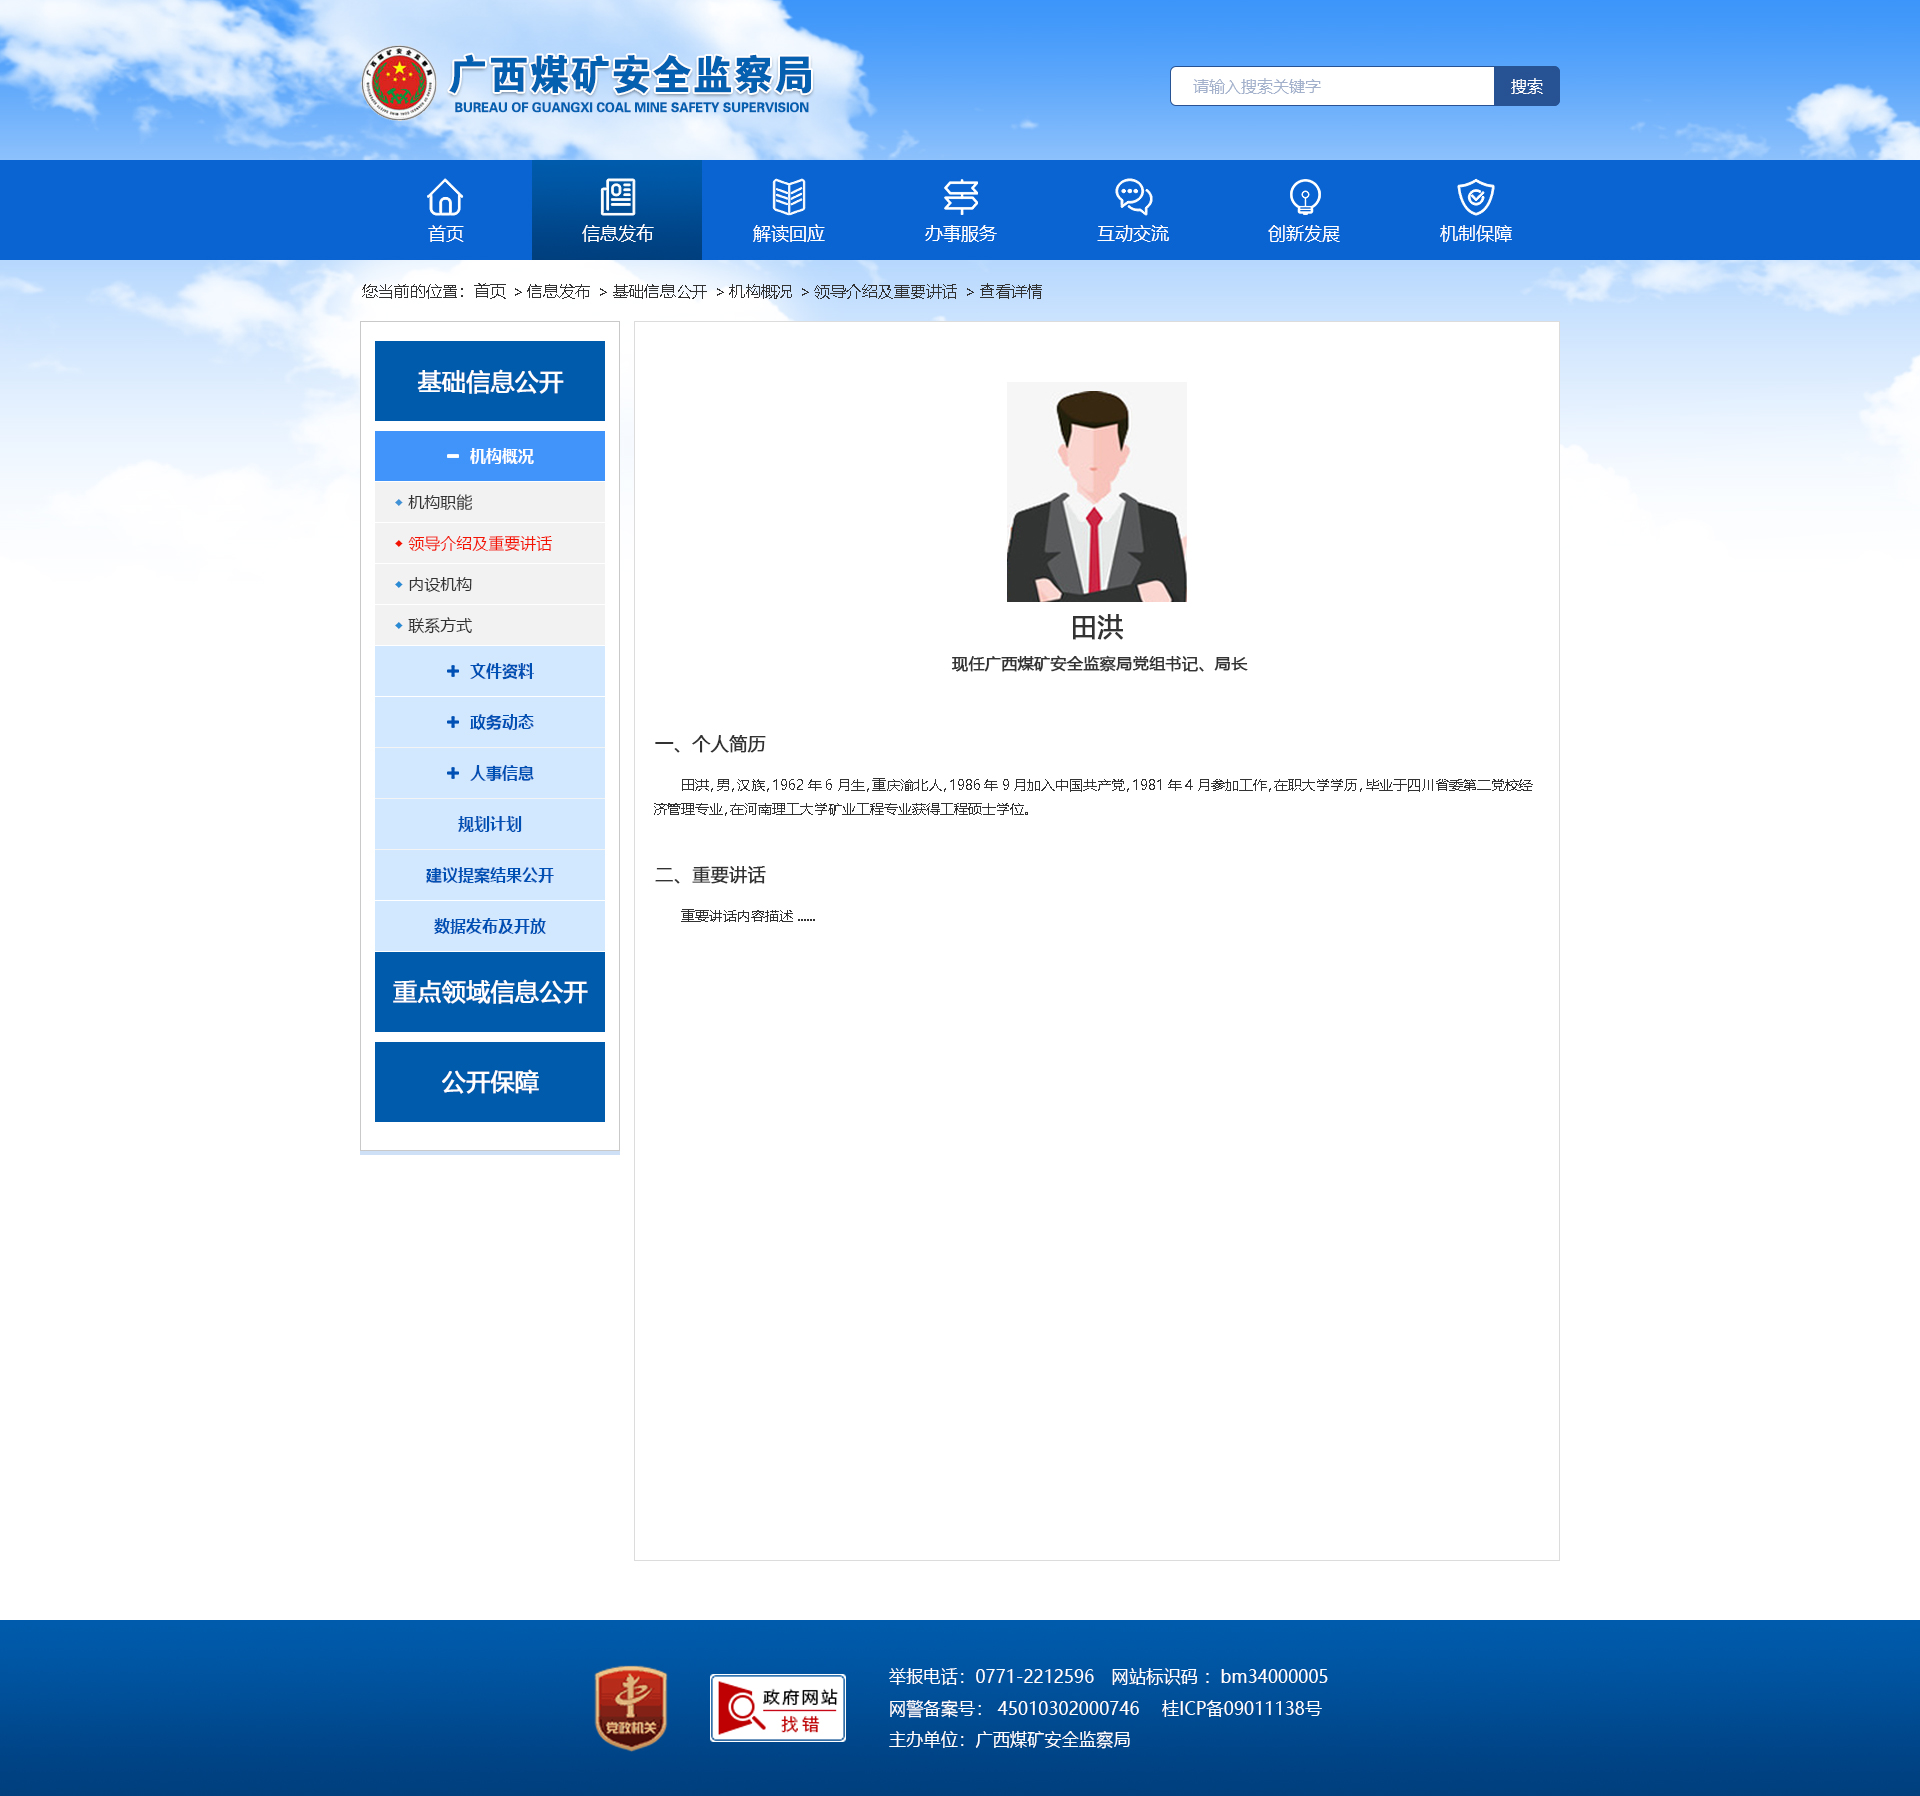 广西煤矿安全监察局
BUREAU OF GUANGXI COAL MINE SAFETY SUPERVISION
请输入搜索关键字
搜索
首页
信息发布
解读回应
办事服务
互动交流
创新发展
机制保障
您当前的位置：首页 > 信息发布 > 基础信息公开 > 机构概况 > 领导介绍及重要讲话 > 查看详情
基础信息公开
机构概况
机构职能
领导介绍及重要讲话
内设机构
联系方式
文件资料
政务动态
人事信息
规划计划
建议提案结果公开
数据发布及开放
重点领域信息公开
公开保障
田洪
现任广西煤矿安全监察局党组书记、局长
一、个人简历
田洪,男,汉族,1962 年 6 月生,重庆渝北人,1986 年 9 月加入中国共产党,1981 年 4 月参加工作,在职大学学历,毕业于四川省委第二党校经
济管理专业,在河南理工大学矿业工程专业获得工程硕士学位。
二、重要讲话
重要讲话内容描述 ......
党政机关
政府网站
找错
举报电话：0771-2212596 网站标识码 ：bm34000005
网警备案号： 45010302000746 桂ICP备09011138号
主办单位：广西煤矿安全监察局